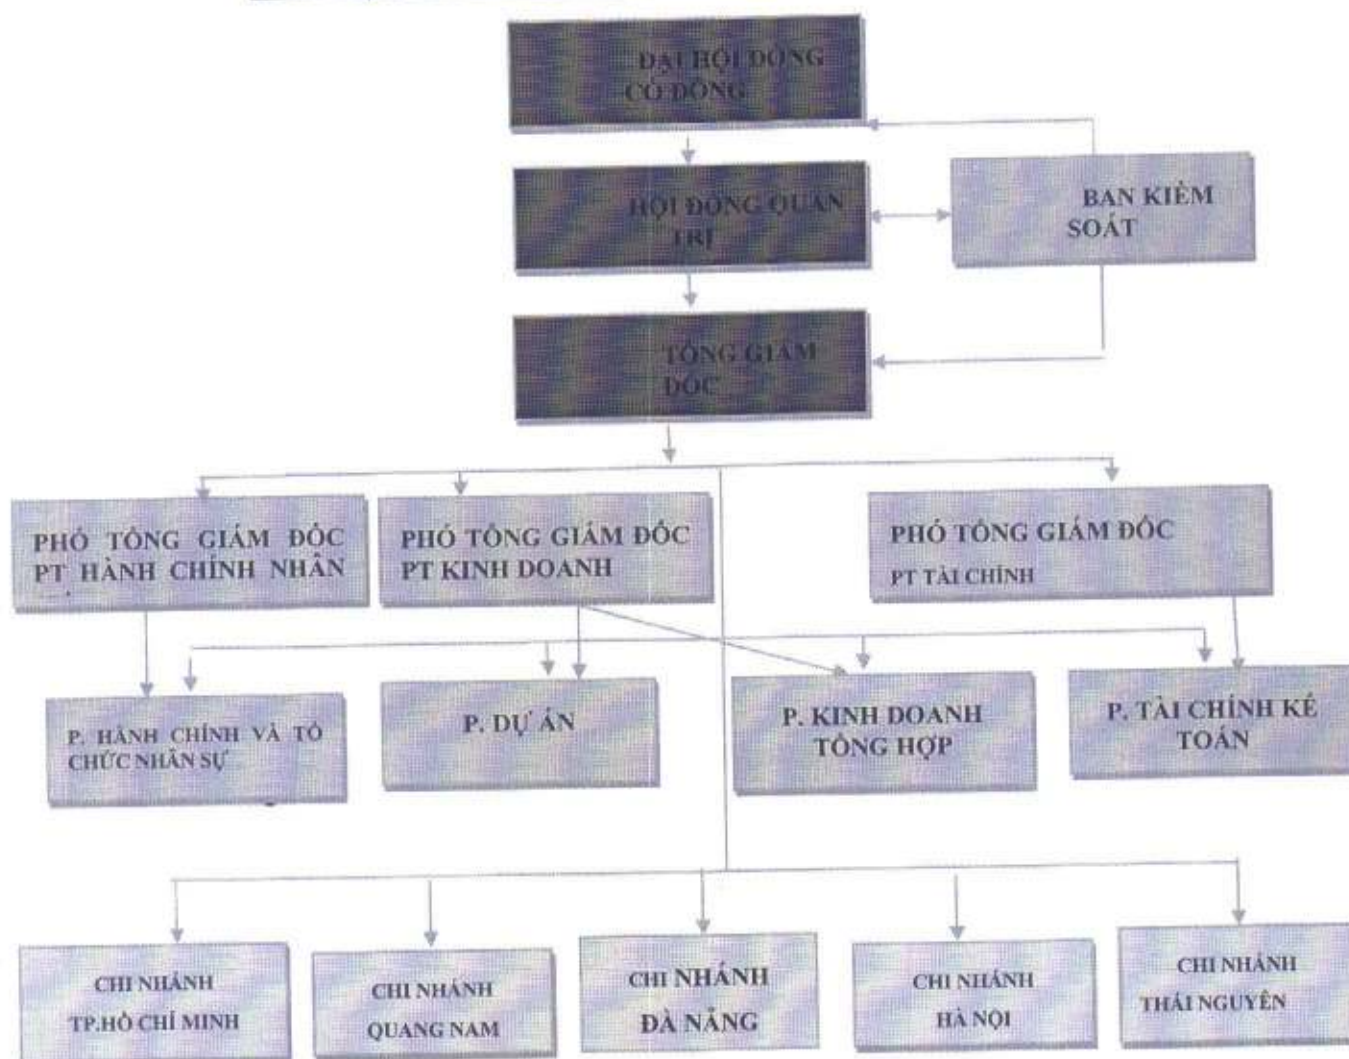 ĐẠI HỘI ĐỒNG
CỔ ĐÔNG
HỘI ĐỒNG QUẢN
TRỊ
BAN KIỂM
SOÁT
TỔNG GIÁM
ĐỐC
PHÓ TỔNG GIÁM ĐỐC
PT HÀNH CHÍNH NHÂN
PHÓ TỔNG GIÁM ĐỐC
PT KINH DOANH
PHÓ TỔNG GIÁM ĐỐC
PT TÀI CHÍNH
P. HÀNH CHÍNH VÀ TỔ
CHỨC NHÂN SỰ
P. DỰ ÁN
P. KINH DOANH
TỔNG HỢP
P. TÀI CHÍNH KẾ
TOÁN
CHI NHÁNH
TP.HỒ CHÍ MINH
CHI NHÁNH
QUANG NAM
CHI NHÁNH
ĐÀ NẴNG
CHI NHÁNH
HÀ NỘI
CHI NHÁNH
THÁI NGUYÊN